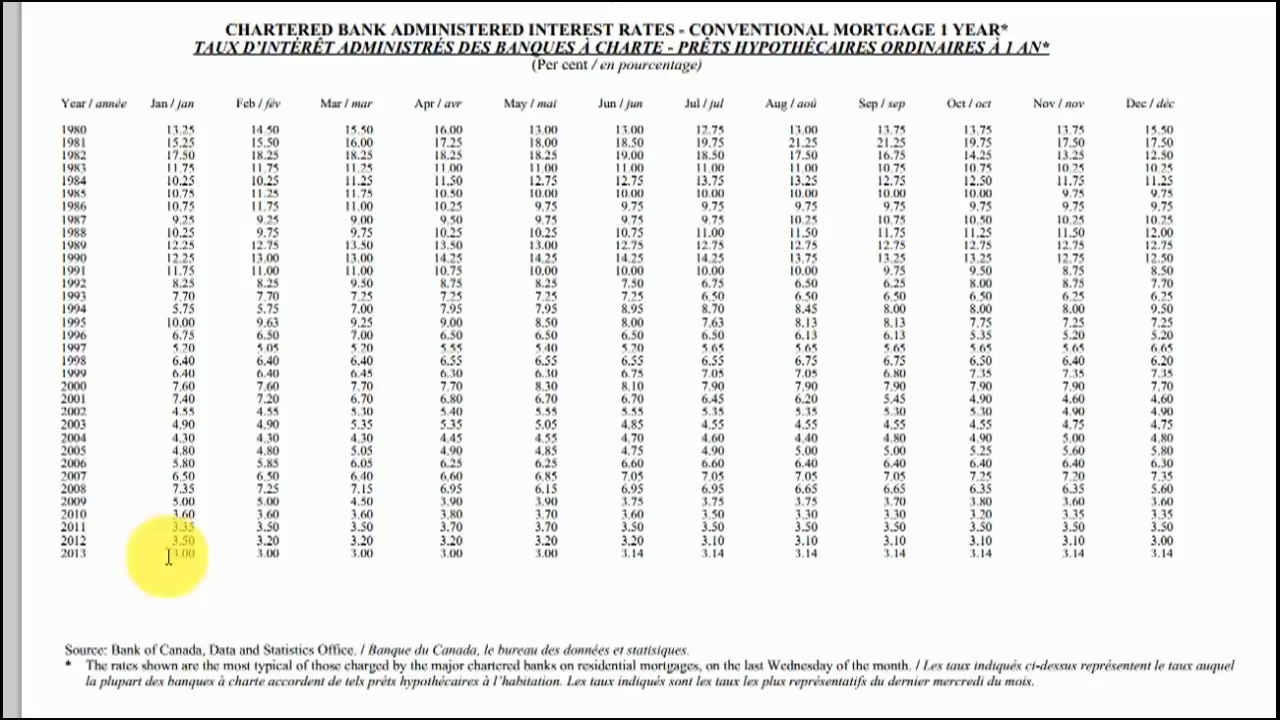 CHARTERED BANK ADMINISTERED INTEREST RATES - CONVENTIONAL MORTGAGE 1 YEAR*
TAUX D'INTÉRÊT ADMINISTRÉS DES BANQUES À CHARTE - PRÊTS HYPOTHÉCAIRES ORDINAIRES À 1 AN*
(Per cent / en pourcentage)
Year / année Jan / jan Feb / fév Mar / mar Apr / avr May / mai Jun / jun Jul / jul Aug / aoû Sep / sep Oct / oct Nov / nov Dec / déc
1980 13.25 14.50 15.50 16.00 13.00 13.00 12.75 13.00 13.75 13.75 13.75 15.50
1981 15.25 15.50 16.00 17.25 18.00 18.50 19.75 21.25 21.25 19.75 17.50 17.50
1982 17.50 18.25 18.25 18.25 18.25 19.00 18.50 17.50 16.75 14.25 13.25 12.50
1983 11.75 11.75 11.25 11.00 11.00 11.00 11.00 11.00 10.75 10.75 10.25 10.25
1984 10.25 10.25 11.25 11.50 12.75 12.75 13.75 13.25 12.75 12.50 11.75 11.25
1985 10.75 11.25 11.75 10.50 10.00 10.00 10.00 10.00 10.00 10.00 9.75 9.75
1986 10.75 11.75 11.00 10.25 9.75 9.75 9.75 9.75 9.75 9.75 9.75 9.75
1987 9.25 9.25 9.00 9.50 9.75 9.75 9.75 10.25 10.75 10.50 10.25 10.25
1988 10.25 9.75 9.75 10.25 10.25 10.75 11.00 11.50 11.75 11.25 11.50 12.00
1989 12.25 12.75 13.50 13.50 13.00 12.75 12.75 12.75 12.75 12.75 12.75 12.75
1990 12.25 13.00 13.00 14.25 14.25 14.25 14.25 13.75 13.25 13.25 12.75 12.50
1991 11.75 11.00 11.00 10.75 10.00 10.00 10.00 10.00 9.75 9.50 8.75 8.50
1992 8.25 8.25 9.50 8.75 8.25 7.50 6.75 6.50 6.25 8.00 8.75 7.70
1993 7.70 7.70 7.25 7.25 7.25 7.25 6.50 6.50 6.50 6.50 6.25 6.25
1994 5.75 5.75 7.00 7.95 7.95 8.95 8.70 8.45 8.00 8.00 8.00 9.50
1995 10.00 9.63 9.25 9.00 8.50 8.00 7.63 8.13 8.13 7.75 7.25 7.25
1996 6.75 6.50 7.00 6.50 6.50 6.50 6.50 6.13 6.13 5.35 5.20 5.20
1997 5.20 5.05 5.20 5.55 5.40 5.20 5.65 5.65 5.65 5.65 5.65 6.65
1998 6.40 6.40 6.40 6.55 6.55 6.55 6.55 6.75 6.75 6.50 6.40 6.20
1999 6.40 6.40 6.45 6.30 6.30 6.75 7.05 7.05 6.80 7.35 7.35 7.35
2000 7.60 7.60 7.70 7.70 8.30 8.10 7.90 7.90 7.90 7.90 7.90 7.70
2001 7.40 7.20 6.70 6.80 6.70 6.70 6.45 6.20 5.45 4.90 4.60 4.60
2002 4.55 4.55 5.30 5.40 5.55 5.55 5.35 5.35 5.30 5.30 4.90 4.90
2003 4.90 4.90 5.35 5.35 5.05 4.85 4.55 4.55 4.55 4.55 4.75 4.75
2004 4.30 4.30 4.30 4.45 4.55 4.70 4.60 4.40 4.80 4.90 5.00 4.80
2005 4.80 4.80 5.05 4.90 4.85 4.75 4.90 5.00 5.00 5.25 5.60 5.80
2006 5.80 5.85 6.05 6.25 6.25 6.60 6.60 6.40 6.40 6.40 6.40 6.30
2007 6.50 6.50 6.40 6.60 6.85 7.05 7.05 7.05 7.05 7.25 7.20 7.35
2008 7.35 7.25 7.15 6.95 6.15 6.95 6.95 6.65 6.65 6.35 6.35 5.60
2009 5.00 5.00 4.50 3.90 3.90 3.75 3.75 3.75 3.70 3.80 3.60 3.60
2010 3.60 3.60 3.60 3.80 3.70 3.60 3.50 3.30 3.30 3.20 3.35 3.35
2011 3.35 3.50 3.50 3.70 3.70 3.50 3.50 3.50 3.50 3.50 3.50 3.50
2012 3.50 3.20 3.20 3.20 3.20 3.20 3.10 3.10 3.10 3.10 3.10 3.00
2013 3.00 3.00 3.00 3.00 3.00 3.14 3.14 3.14 3.14 3.14 3.14 3.14
Source: Bank of Canada, Data and Statistics Office. / Banque du Canada, le bureau des données et statisiques.
* The rates shown are the most typical of those charged by the major chartered banks on residential mortgages, on the last Wednesday of the month. / Les taux indiqués ci-dessus représentent le taux auquel
la plupart des banques à charte accordent de tels prêts hypothécaires à l'habitation. Les taux indiqués sont les taux les plus représentatifs du dernier mercredi du mois.